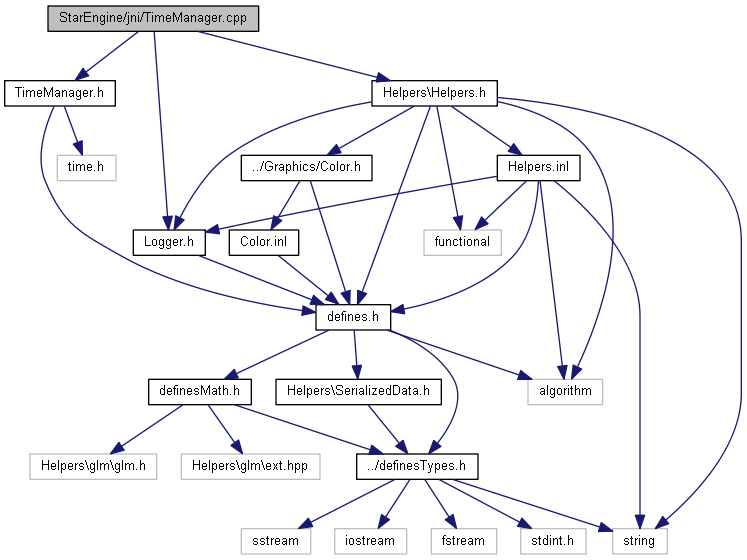 StarEngine/jni/TimeManager.cpp
TimeManager.h
Helpers\Helpers.h
time.h
../Graphics/Color.h
Helpers.inl
Logger.h
Color.inl
functional
defines.h
definesMath.h
Helpers\SerializedData.h
algorithm
Helpers\glm\glm.h
Helpers\glm\ext.hpp
../definesTypes.h
sstream
iostream
fstream
stdint.h
string